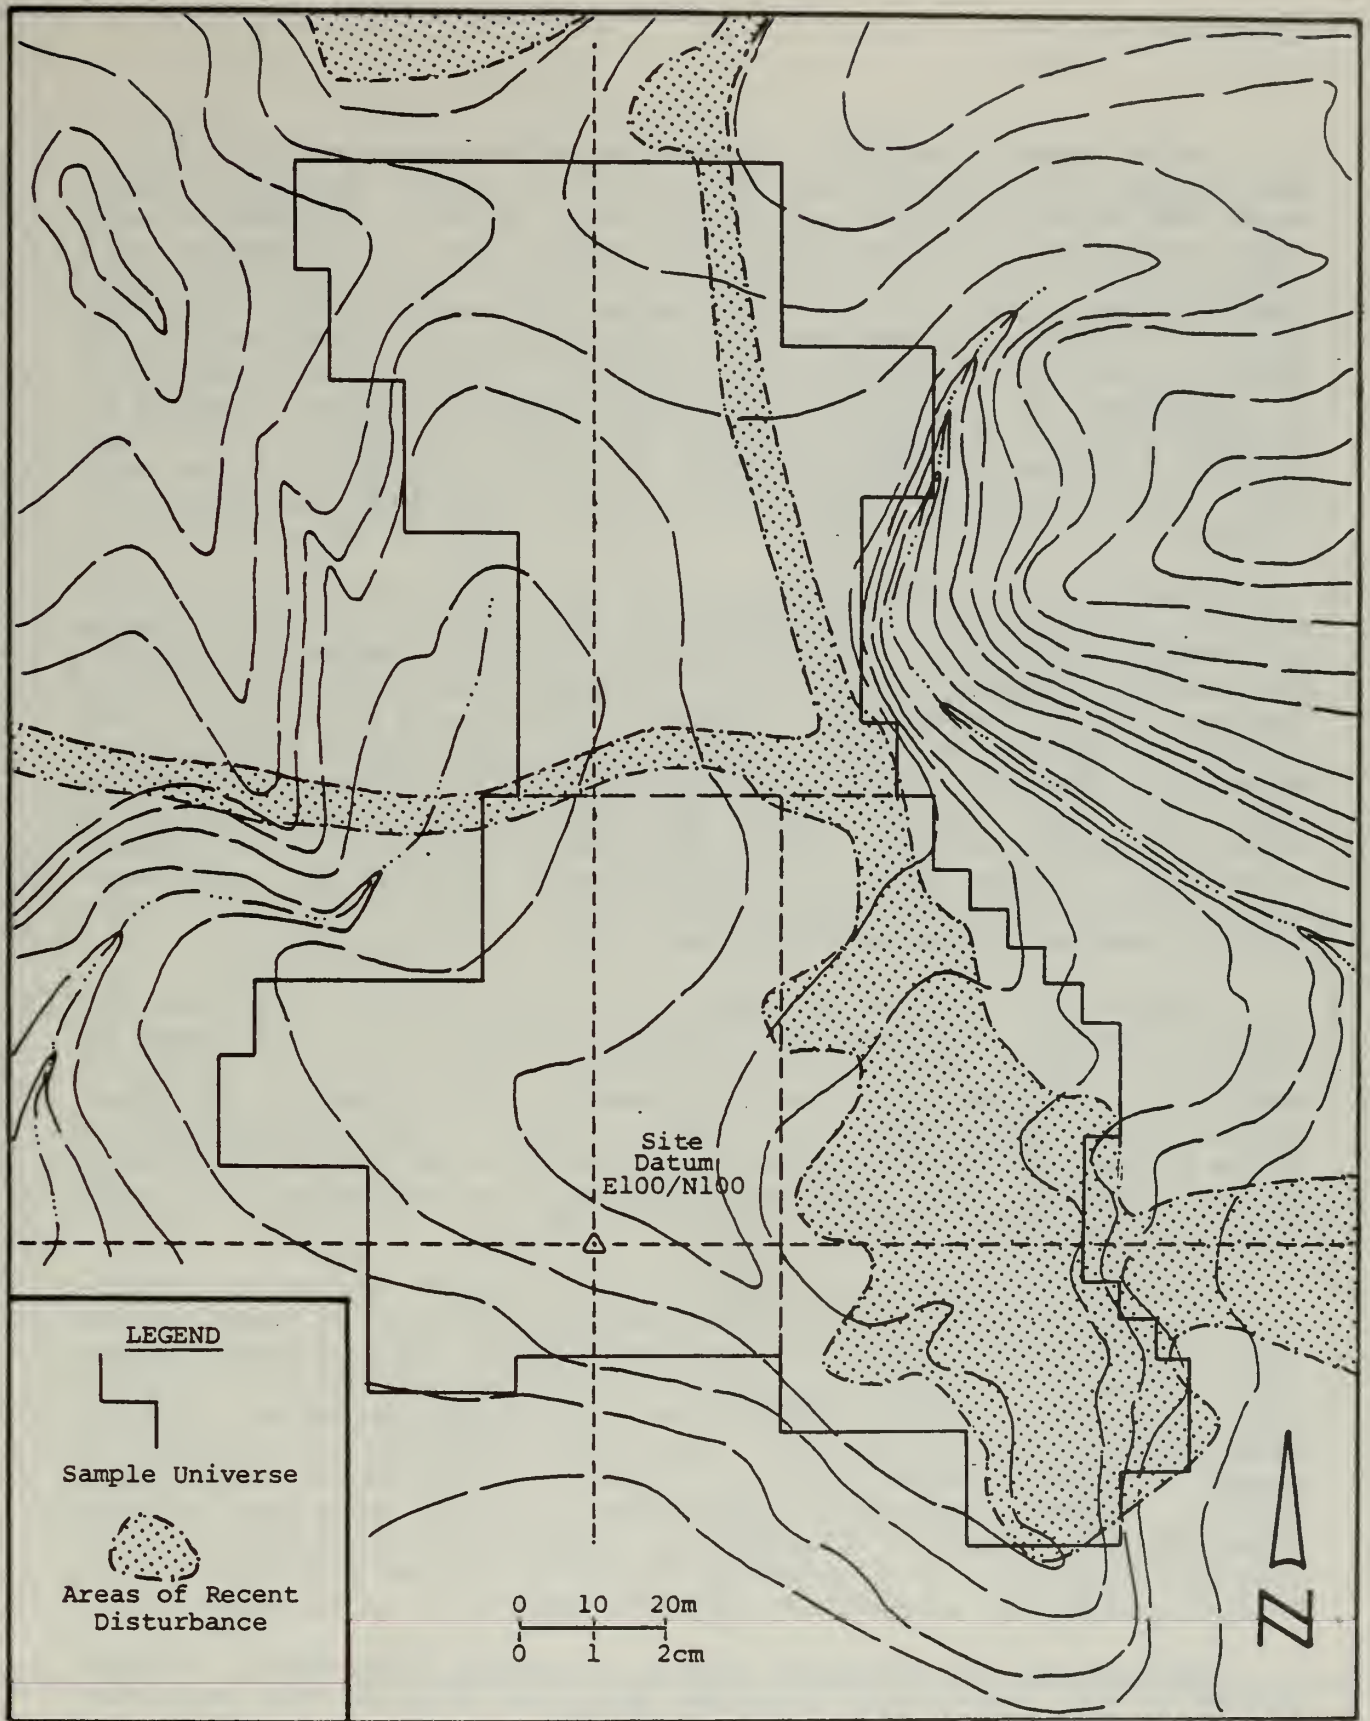 Site
Datum
E100/N100
LEGEND
Sample Universe
Areas of Recent
Disturbance
0 10 20m
0 1 2cm
N